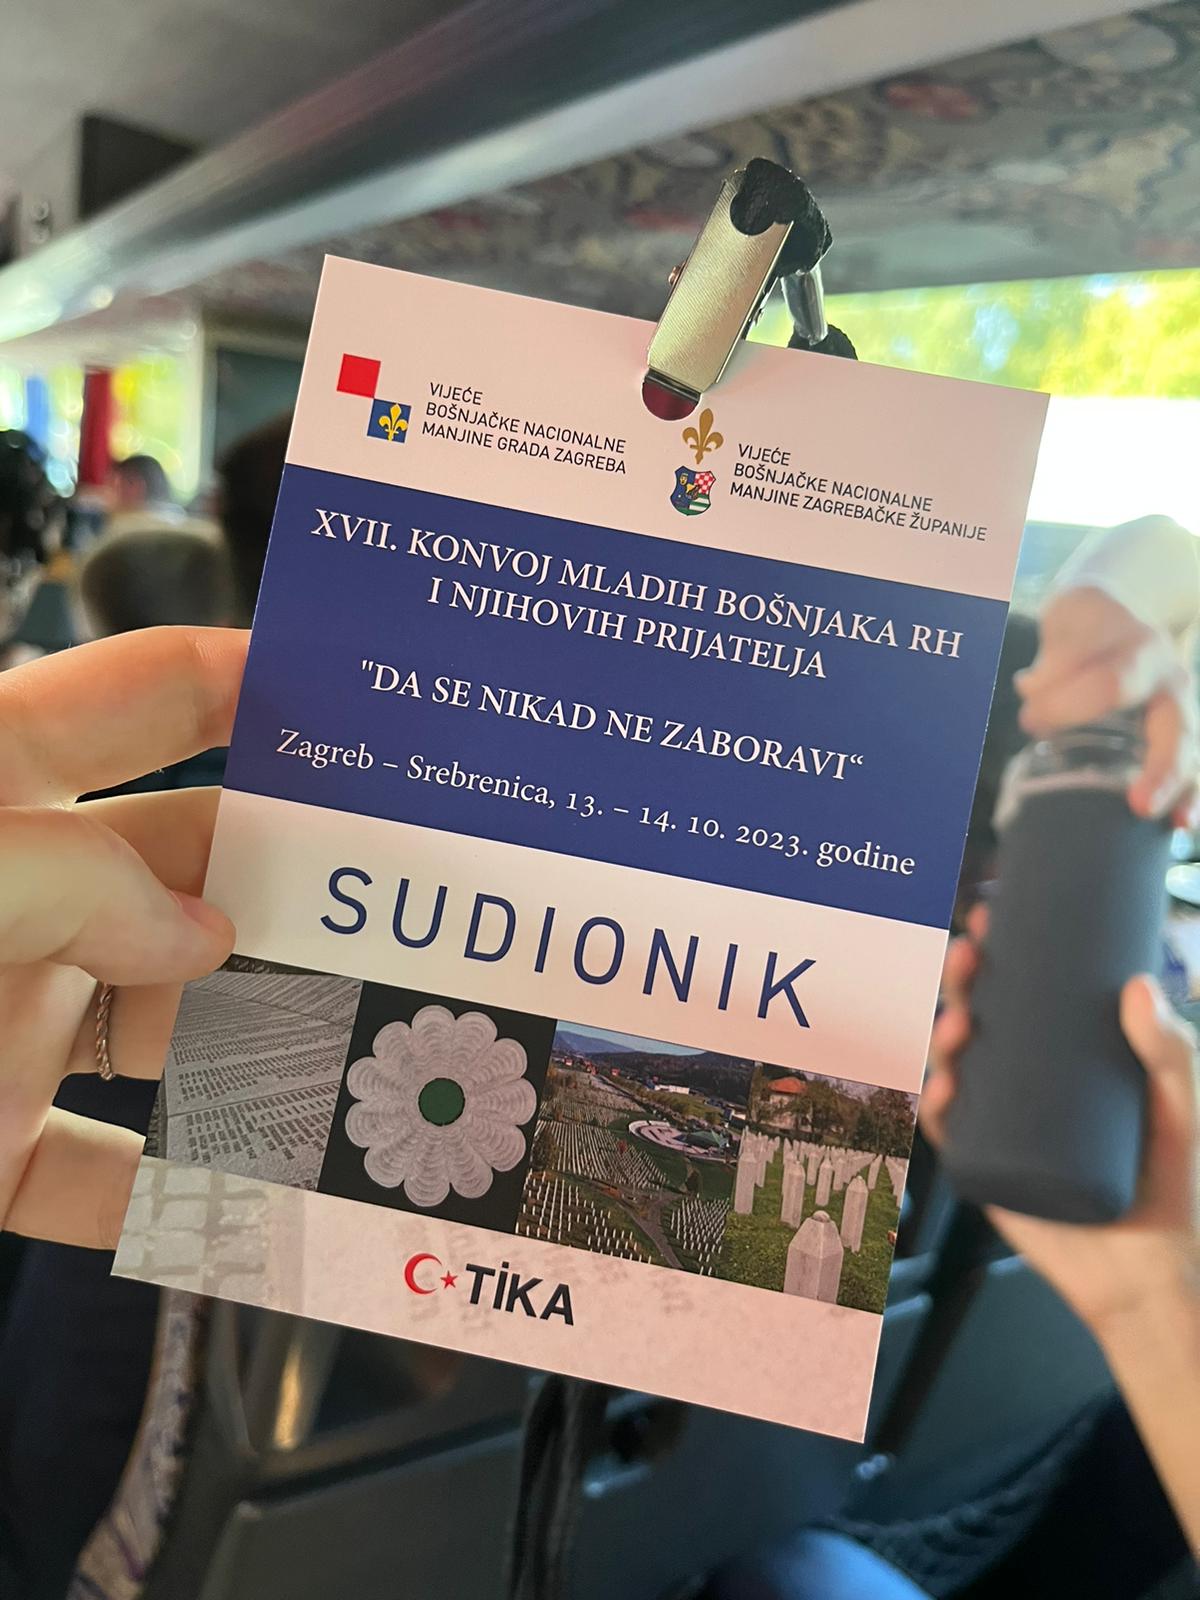 VIJEĆE
BOŠNJAČKE NACIONALNE
MANJINE GRADA ZAGREBA
VIJEĆE
BOŠNJAČKE NACIONALNE
MANJINE ZAGREBAČKE ŽUPANIJE
XVII. KONVOJ MLADIH BOŠNJAKA RH
I NJIHOVIH PRIJATELJA
"DA SE NIKAD NE ZABORAVI“
Zagreb – Srebrenica, 13. – 14. 10. 2023. godine
SUDIONIK
TİKA